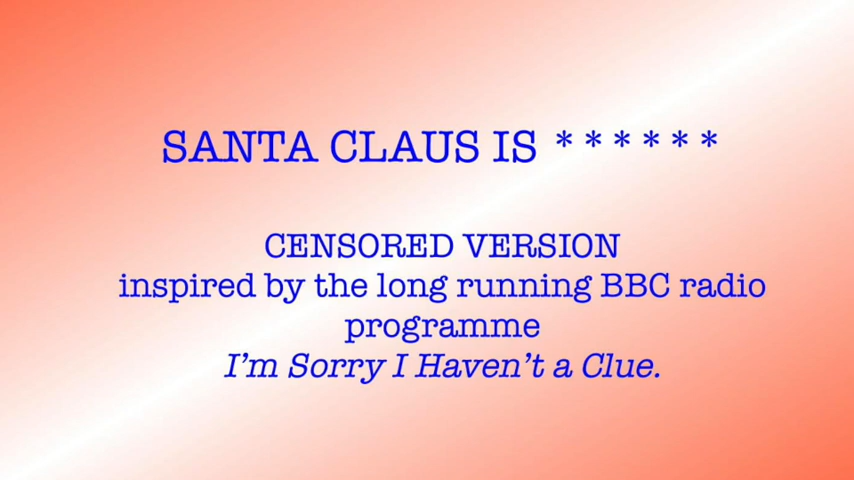 SANTA CLAUS IS * * * * * *
CENSORED VERSION
inspired by the long running BBC radio
programme
I’m Sorry I Haven’t a Clue.